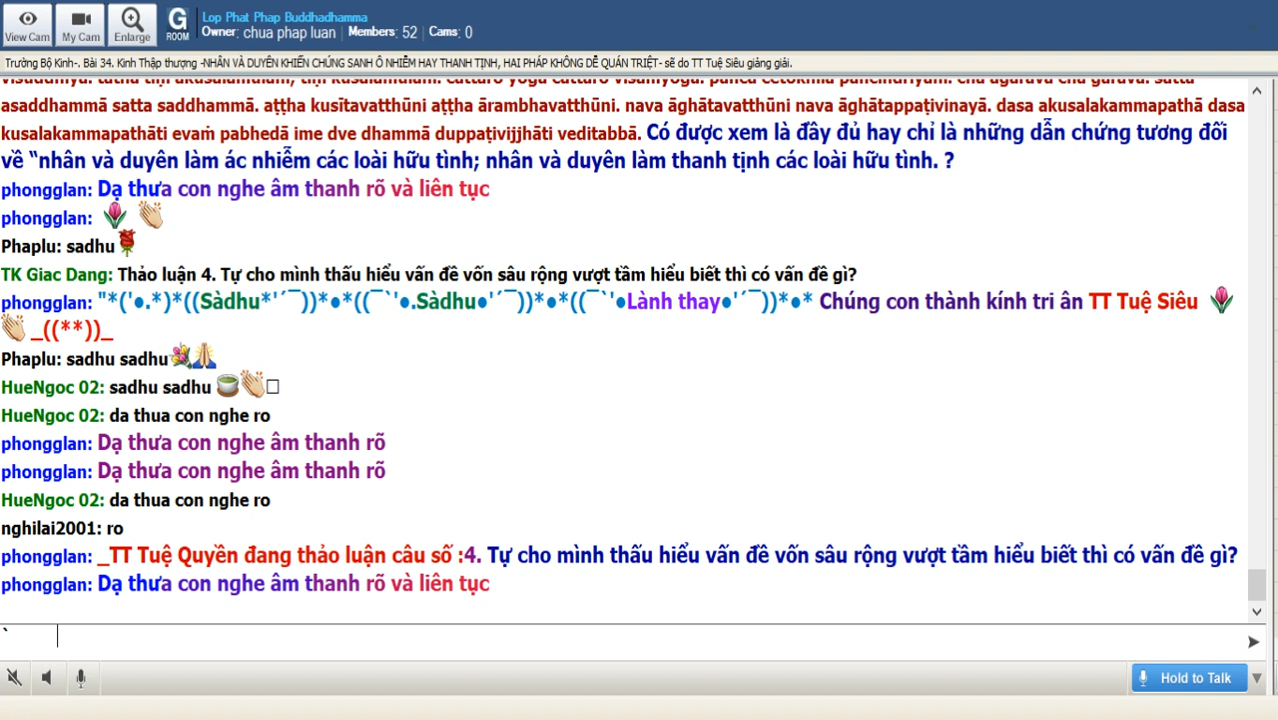 Lop Phat Phap Buddhadhamma
View Cam
My Cam
Enlarge
G
ROOM
Owner: chua phap luan | Members: 52 | Cams: 0
Trường Bộ Kinh-. Bài 34. Kinh Thập thượng -NHÂN VÀ DUYÊN KHIẾN CHÚNG SANH Ô NHIỄM HAY THANH TỊNH, HAI PHÁP KHÔNG DỄ QUÁN TRIỆT- sẽ do TT Tuệ Siêu giảng giải.
asaddhammā satta saddhammā. aṭṭha kusītavatthūni aṭṭha ārambhavatthūni. nava āghātavatthūni nava āghātappaṭivinayā. dasa akusalakammapathā dasa
kusalakammapathāti evaṁ pabhedā ime dve dhammā duppaṭivijjhāti veditabbā. Có được xem là đầy đủ hay chỉ là những dẫn chứng tương đối
về “nhân và duyên làm ác nhiễm các loài hữu tình; nhân và duyên làm thanh tịnh các loài hữu tình. ?
phongglan: Dạ thưa con nghe âm thanh rõ và liên tục
phongglan:
Phaplu: sadhu
TK Giac Dang: Thảo luận 4. Tự cho mình thấu hiểu vấn đề vốn sâu rộng vượt tầm hiểu biết thì có vấn đề gì?
phongglan: "*('●.*)*((Sàdhu*'´¯))*●*((¯`'●.Sàdhu●'´¯))*●*((¯`'●Lành thay●'´¯))*●* Chúng con thành kính tri ân TT Tuệ Siêu
_((**))_
Phaplu: sadhu sadhu
HueNgoc 02: sadhu sadhu
HueNgoc 02: da thua con nghe ro
phongglan: Dạ thưa con nghe âm thanh rõ
phongglan: Dạ thưa con nghe âm thanh rõ
HueNgoc 02: da thua con nghe ro
nghilai2001: ro
phongglan: _TT Tuệ Quyền đang thảo luận câu số :4. Tự cho mình thấu hiểu vấn đề vốn sâu rộng vượt tầm hiểu biết thì có vấn đề gì?
phongglan: Dạ thưa con nghe âm thanh rõ và liên tục
`
Hold to Talk